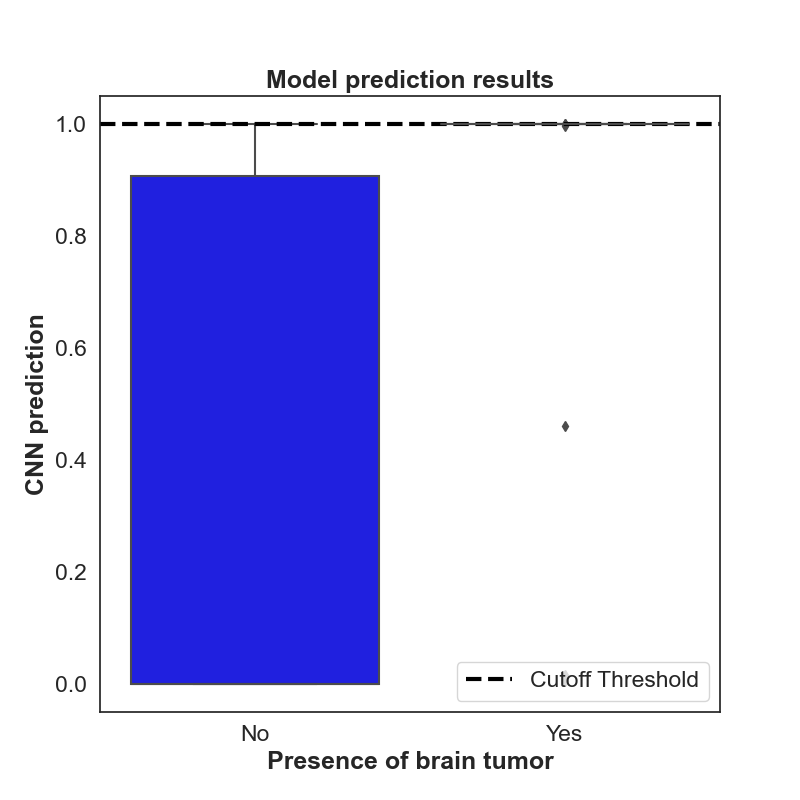 Model prediction results
1.0
0.8
0.6
0.4
0.2
0.0
CNN prediction
Cutoff Threshold
No Yes
Presence of brain tumor